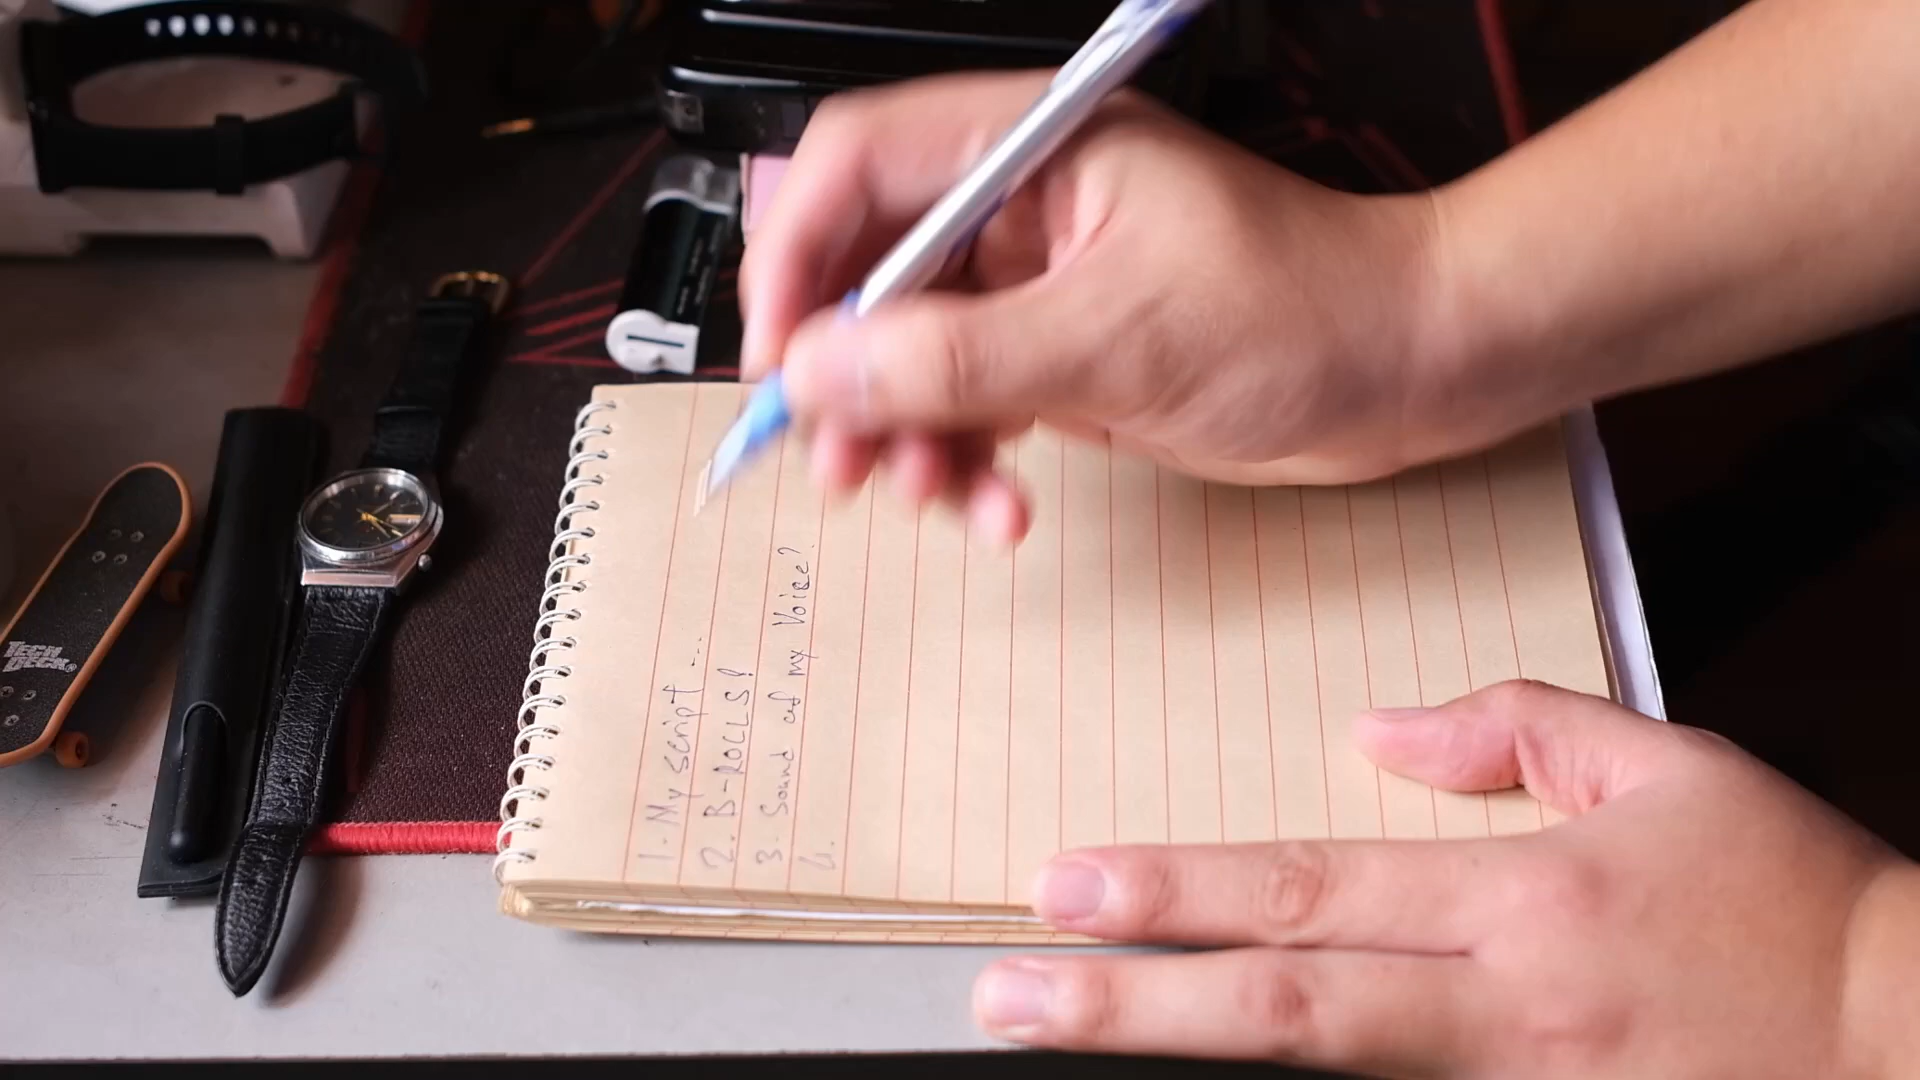 1. My script ....
2. B-ROLLS!
3. Sound of my Voice?
4.
TECH
DECK